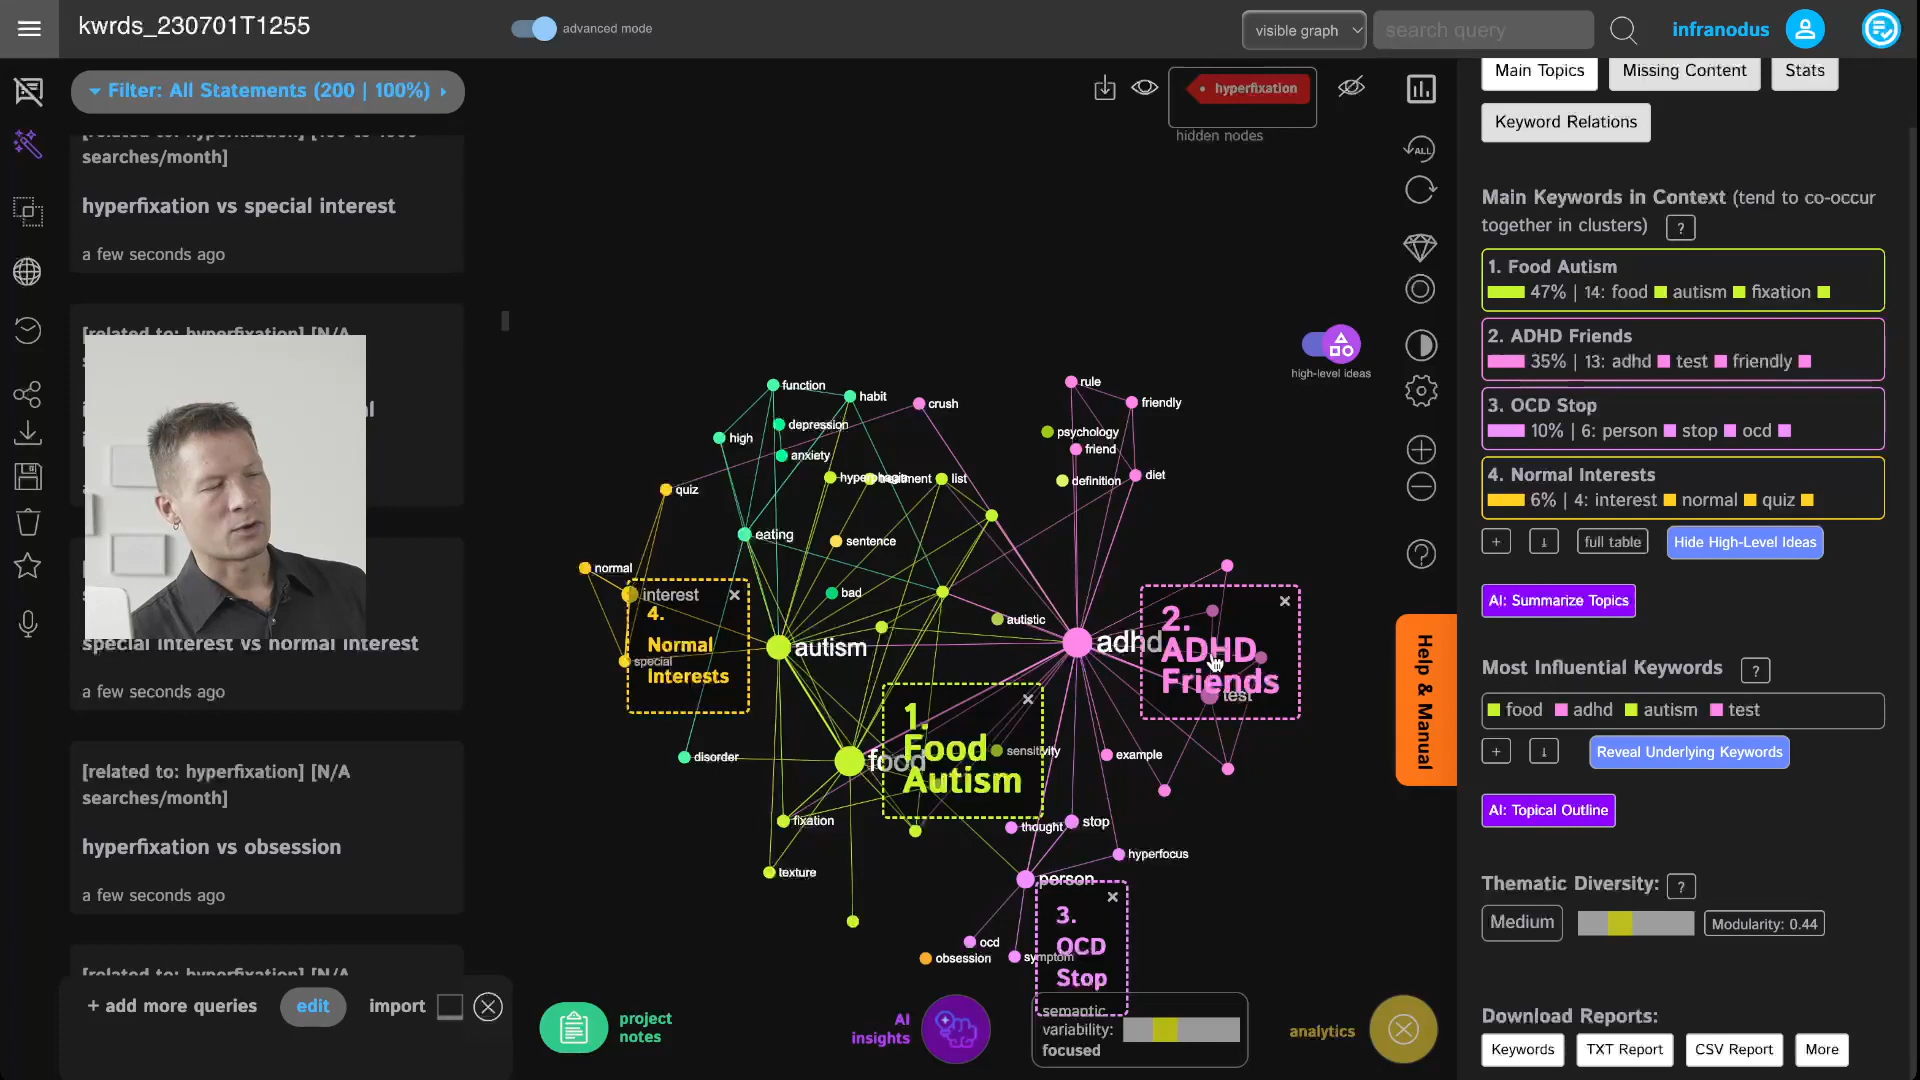 kwrds_230701T1255
advanced mode
visible graph
search query
infranodus
Filter: All Statements (200 | 100%)
searches/month]
hyperfixation vs special interest
a few seconds ago
[related to: hyperfixation] [N/A
special interest vs normal interest
a few seconds ago
[related to: hyperfixation] [N/A
searches/month]
hyperfixation vs obsession
a few seconds ago
[related to: hyperfixation] [N/A
+ add more queries
edit
import
hyperfixation
hidden nodes
ALL
high-level ideas
function
habit
crush
depression
high
anxiety
quiz
list
eating
sentence
normal
interest
bad
special
autism
autistic
disorder
food
fixation
texture
sensitivity
rule
friendly
psychology
friend
definition
diet
adhd
test
example
thought
stop
hyperfocus
person
ocd
obsession
symptom
4.
Normal
Interests
1.
Food
Autism
2.
ADHD
Friends
3.
OCD
Stop
project
notes
AI
insights
semantic
variability:
focused
analytics
Help & Manual
Main Topics
Missing Content
Stats
Keyword Relations
Main Keywords in Context (tend to co-occur
together in clusters) ?
1. Food Autism
47% | 14: food autism fixation
2. ADHD Friends
35% | 13: adhd test friendly
3. OCD Stop
10% | 6: person stop ocd
4. Normal Interests
6% | 4: interest normal quiz
+ ↓ full table Hide High-Level Ideas
AI: Summarize Topics
Most Influential Keywords ?
food adhd autism test
+ ↓ Reveal Underlying Keywords
AI: Topical Outline
Thematic Diversity: ?
Medium
Modularity: 0.44
Download Reports:
Keywords
TXT Report
CSV Report
More